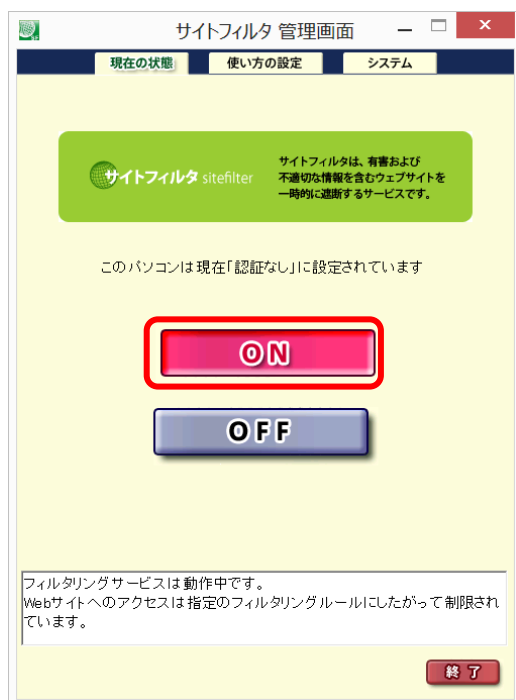 サイトフィルタ 管理画面
現在の状態 使い方の設定 システム
サイトフィルタ sitefilter
サイトフィルタは、有害および
不適切な情報を含むウェブサイトを
一時的に遮断するサービスです。
このパソコンは現在「認証なし」に設定されています
ON
OFF
フィルタリングサービスは動作中です。
Webサイトへのアクセスは指定のフィルタリングルールにしたがって制限され
ています。
終了